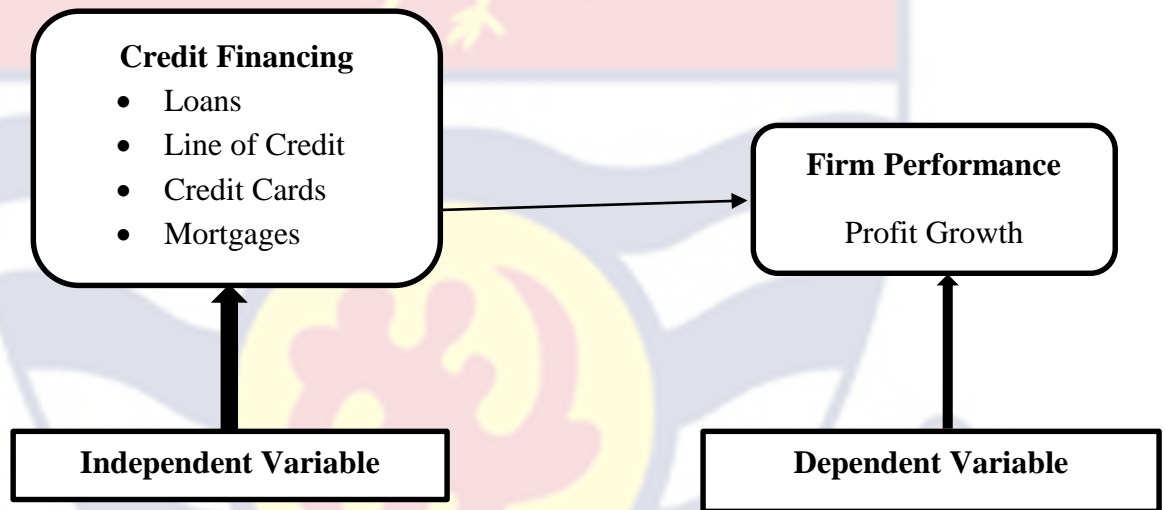 Credit Financing
• Loans
• Line of Credit
• Credit Cards
• Mortgages
Firm Performance
Profit Growth
Independent Variable
Dependent Variable